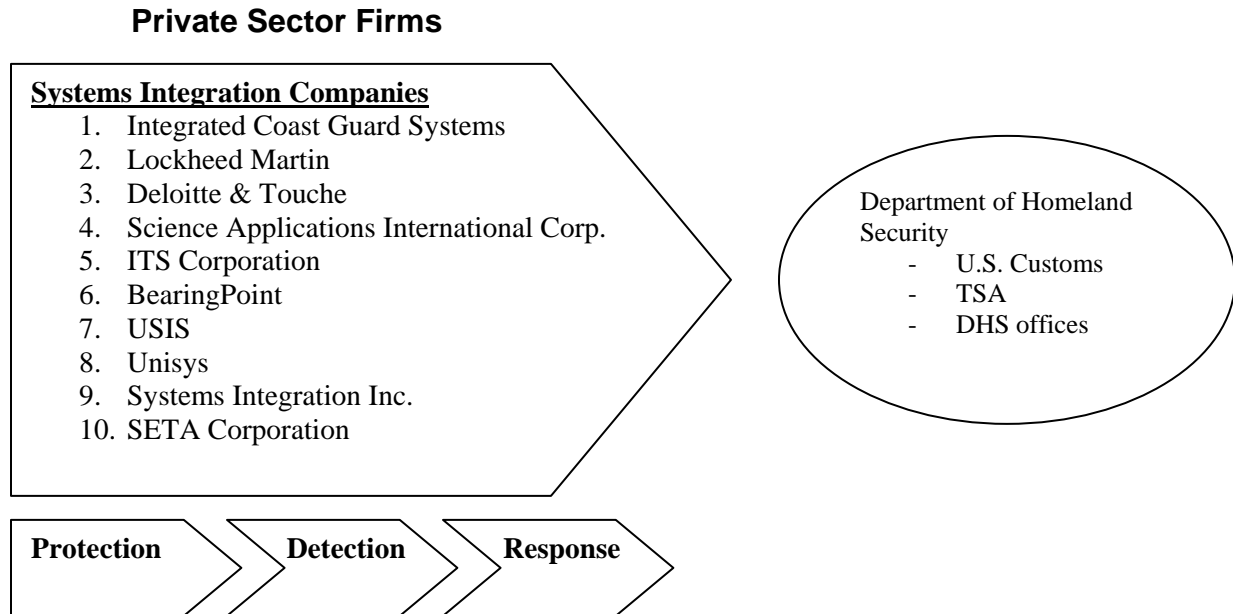 Private Sector Firms
Systems Integration Companies
1. Integrated Coast Guard Systems
2. Lockheed Martin
3. Deloitte & Touche
4. Science Applications International Corp.
5. ITS Corporation
6. BearingPoint
7. USIS
8. Unisys
9. Systems Integration Inc.
10. SETA Corporation
Department of Homeland
Security
- U.S. Customs
- TSA
- DHS offices
Protection
Detection
Response